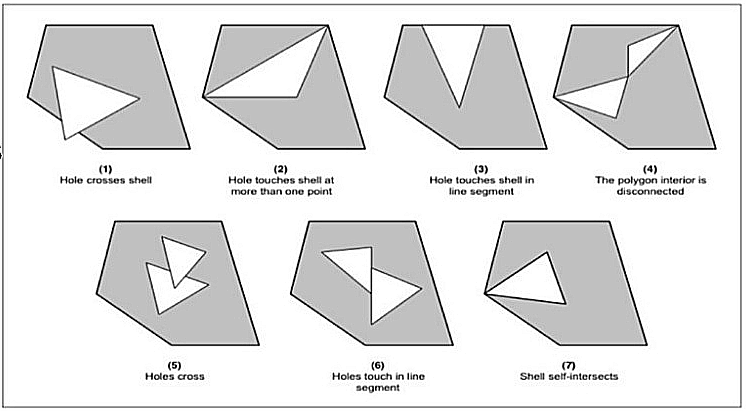 (1)
Hole crosses shell
(2)
Hole touches shell at
more than one point
(3)
Hole touches shell in
line segment
(4)
The polygon interior is
disconnected
(5)
Holes cross
(6)
Holes touch in line
segment
(7)
Shell self-intersects